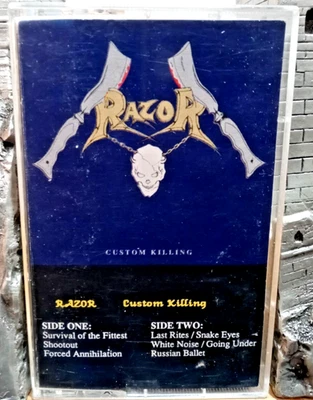 RAZOR
CUSTOM KILLING
RAZOR Custom Killing
SIDE ONE:
Survival of the Fittest
Shootout
Forced Annihilation
SIDE TWO:
Last Rites / Snake Eyes
White Noise / Going Under
Russian Ballet